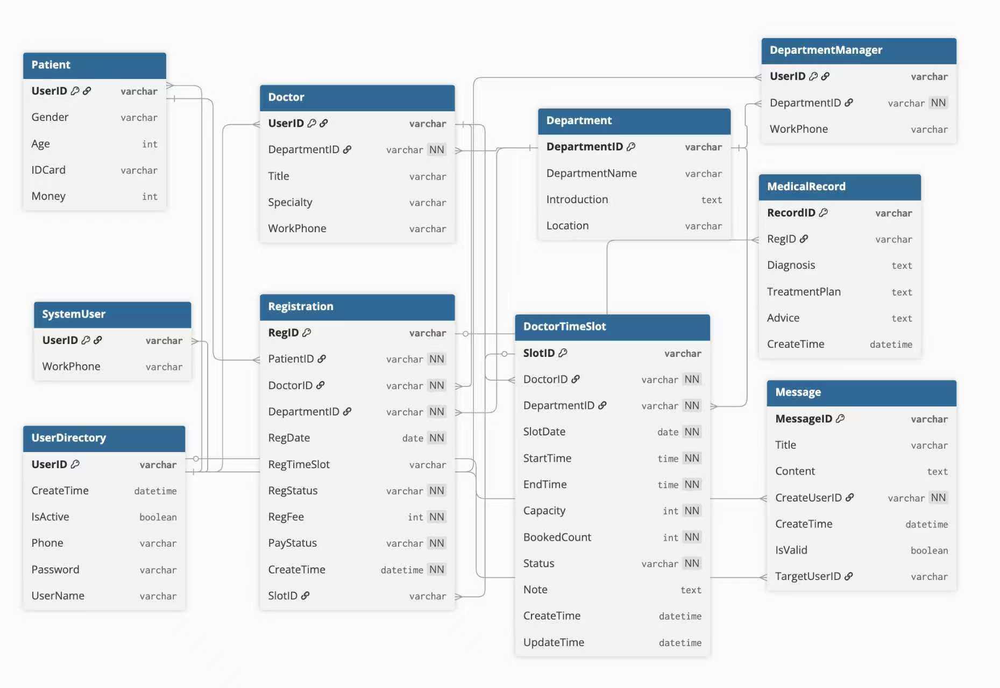 Patient
UserID varchar
Gender varchar
Age int
IDCard varchar
Money int
Doctor
UserID varchar
DepartmentID varchar NN
Title varchar
Specialty varchar
WorkPhone varchar
Department
DepartmentID varchar
DepartmentName varchar
Introduction text
Location varchar
DepartmentManager
UserID varchar
DepartmentID varchar NN
WorkPhone varchar
MedicalRecord
RecordID varchar
RegID varchar
Diagnosis text
TreatmentPlan text
Advice text
CreateTime datetime
SystemUser
UserID varchar
WorkPhone varchar
Registration
RegID varchar
PatientID varchar NN
DoctorID varchar NN
DepartmentID varchar NN
RegDate date NN
RegTimeSlot varchar
RegStatus varchar NN
RegFee int NN
PayStatus varchar NN
CreateTime datetime NN
SlotID varchar
DoctorTimeSlot
SlotID varchar
DoctorID varchar NN
DepartmentID varchar NN
SlotDate date NN
StartTime time NN
EndTime time NN
Capacity int NN
BookedCount int NN
Status varchar NN
Note text
CreateTime datetime
UpdateTime datetime
Message
MessageID varchar
Title varchar
Content text
CreateUserID varchar NN
CreateTime datetime
IsValid boolean
TargetUserID varchar
UserDirectory
UserID varchar
CreateTime datetime
IsActive boolean
Phone varchar
Password varchar
UserName varchar